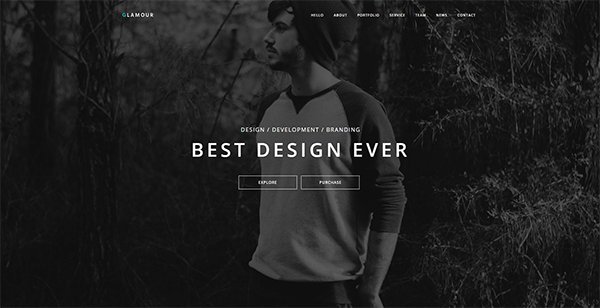 GLAMOUR
HELLO ABOUT PORTFOLIO SERVICE TEAM NEWS CONTACT
DESIGN / DEVELOPMENT / BRANDING
BEST DESIGN EVER
EXPLORE PURCHASE